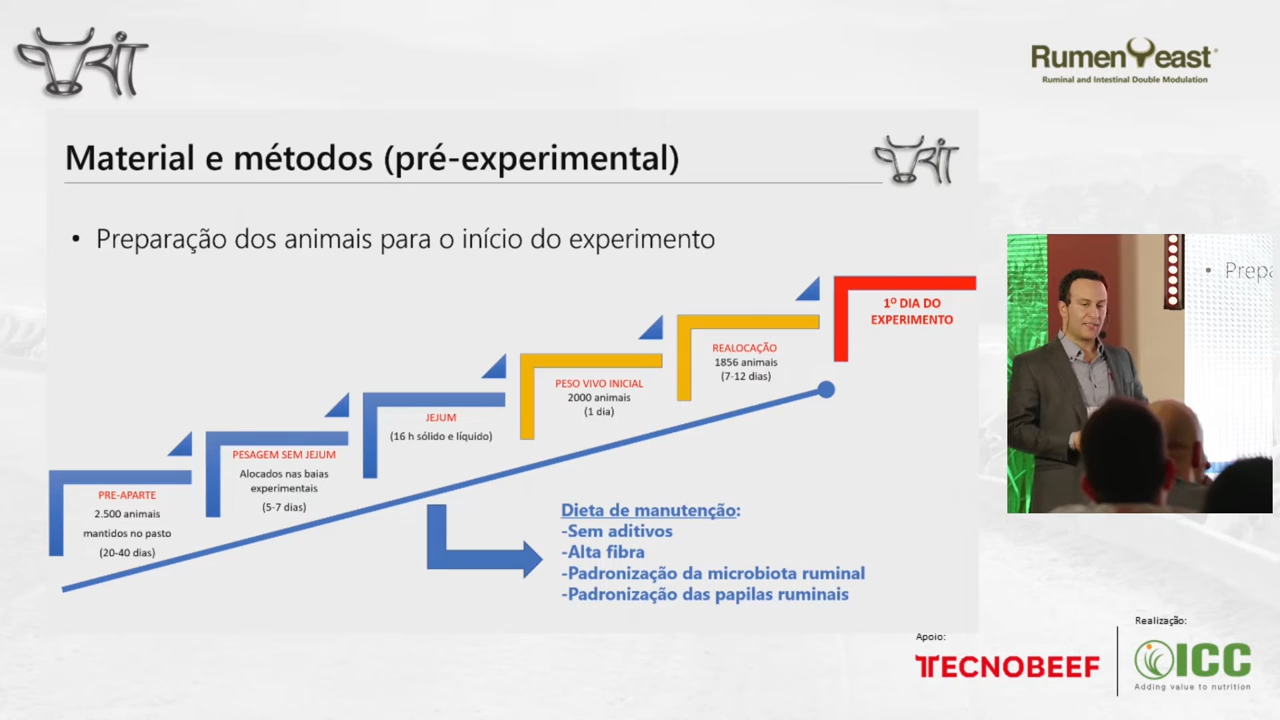 RIT
RumenYeast®
Ruminal and Intestinal Double Modulation
Material e métodos (pré-experimental)
RIT
• Preparação dos animais para o início do experimento
PRE-APARTE
2.500 animais
mantidos no pasto
(20-40 dias)
PESAGEM SEM JEJUM
Alocados nas baias
experimentais
(5-7 dias)
JEJUM
(16 h sólido e líquido)
PESO VIVO INICIAL
2000 animais
(1 dia)
REALOCAÇÃO
1856 animais
(7-12 dias)
1º DIA DO
EXPERIMENTO
Dieta de manutenção:
-Sem aditivos
-Alta fibra
-Padronização da microbiota ruminal
-Padronização das papilas ruminais
• Prepa
Apoio:
TECNOBEEF
Realização:
ICC
Adding value to nutrition